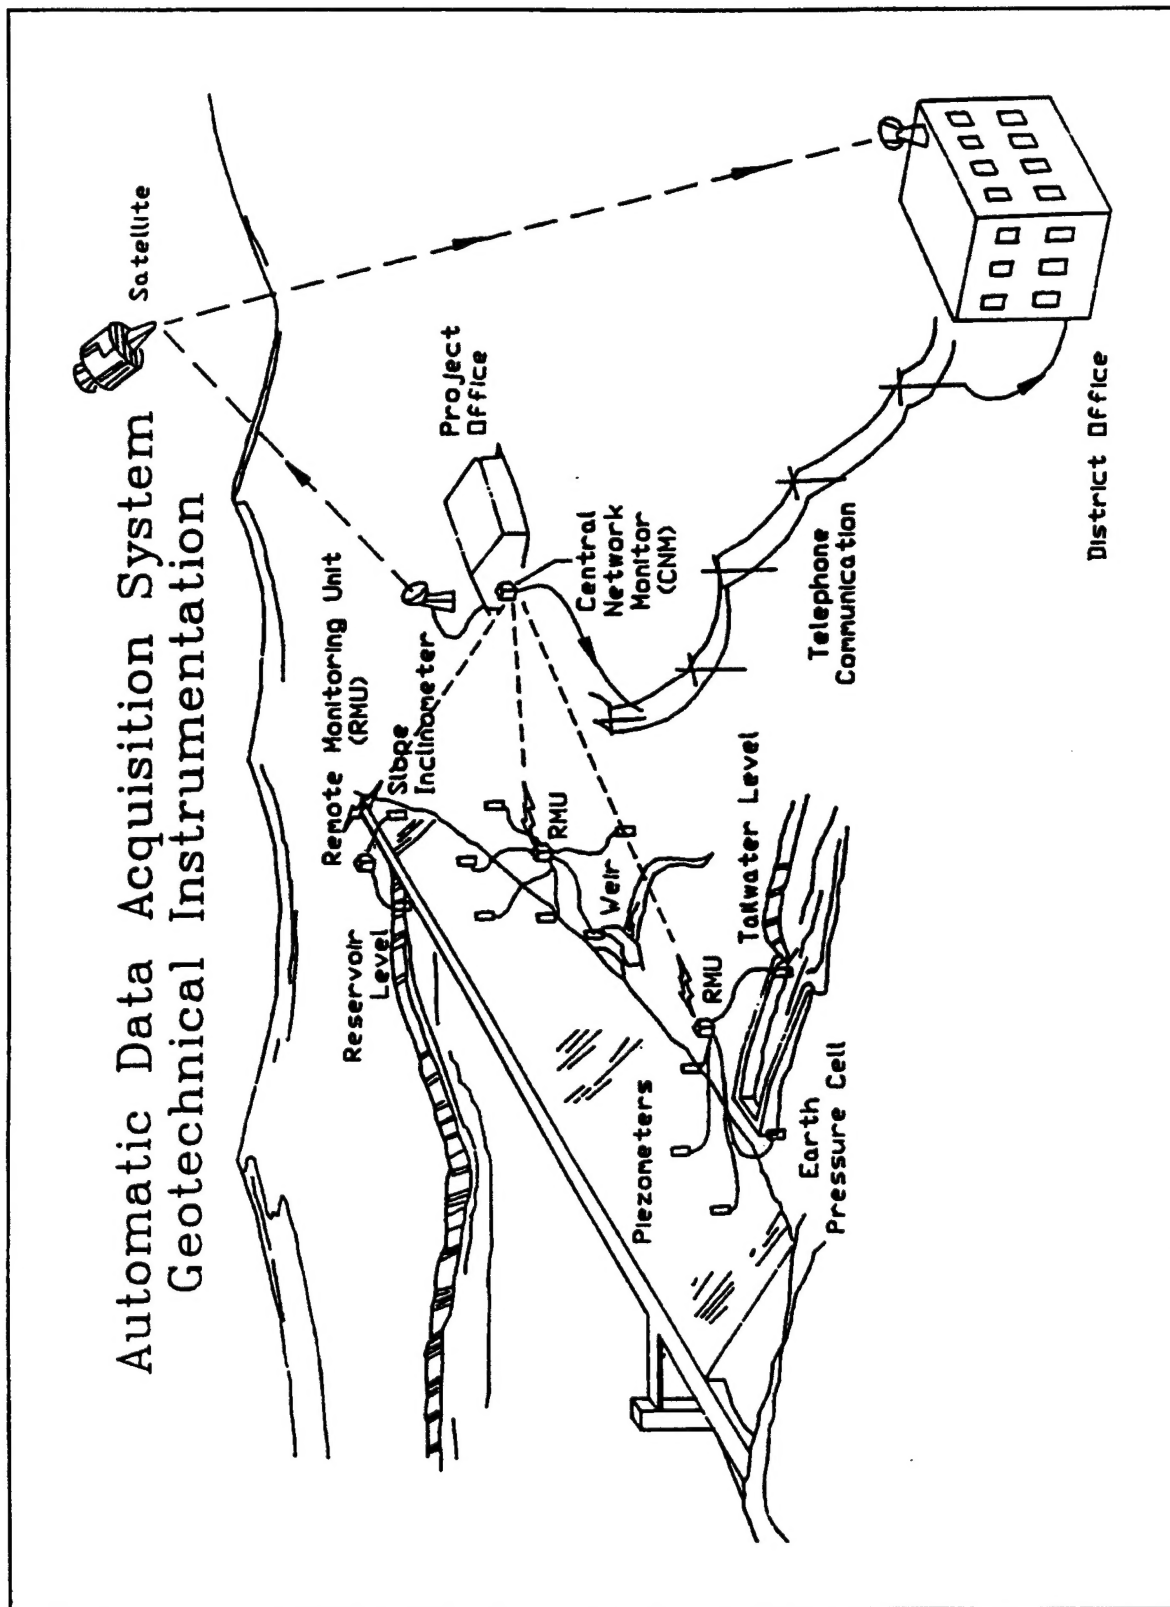 Automatic Data Acquisition System
Geotechnical Instrumentation
Satellite
Remote Monitoring Unit
(RMU)
Slope
Inclinometer
Project
Office
Reservoir
Level
Central
Network
Monitor
(CNM)
RMU
Weir
Piezometers
RMU
Tailwater Level
Telephone
Communication
Earth
Pressure Cell
District Office